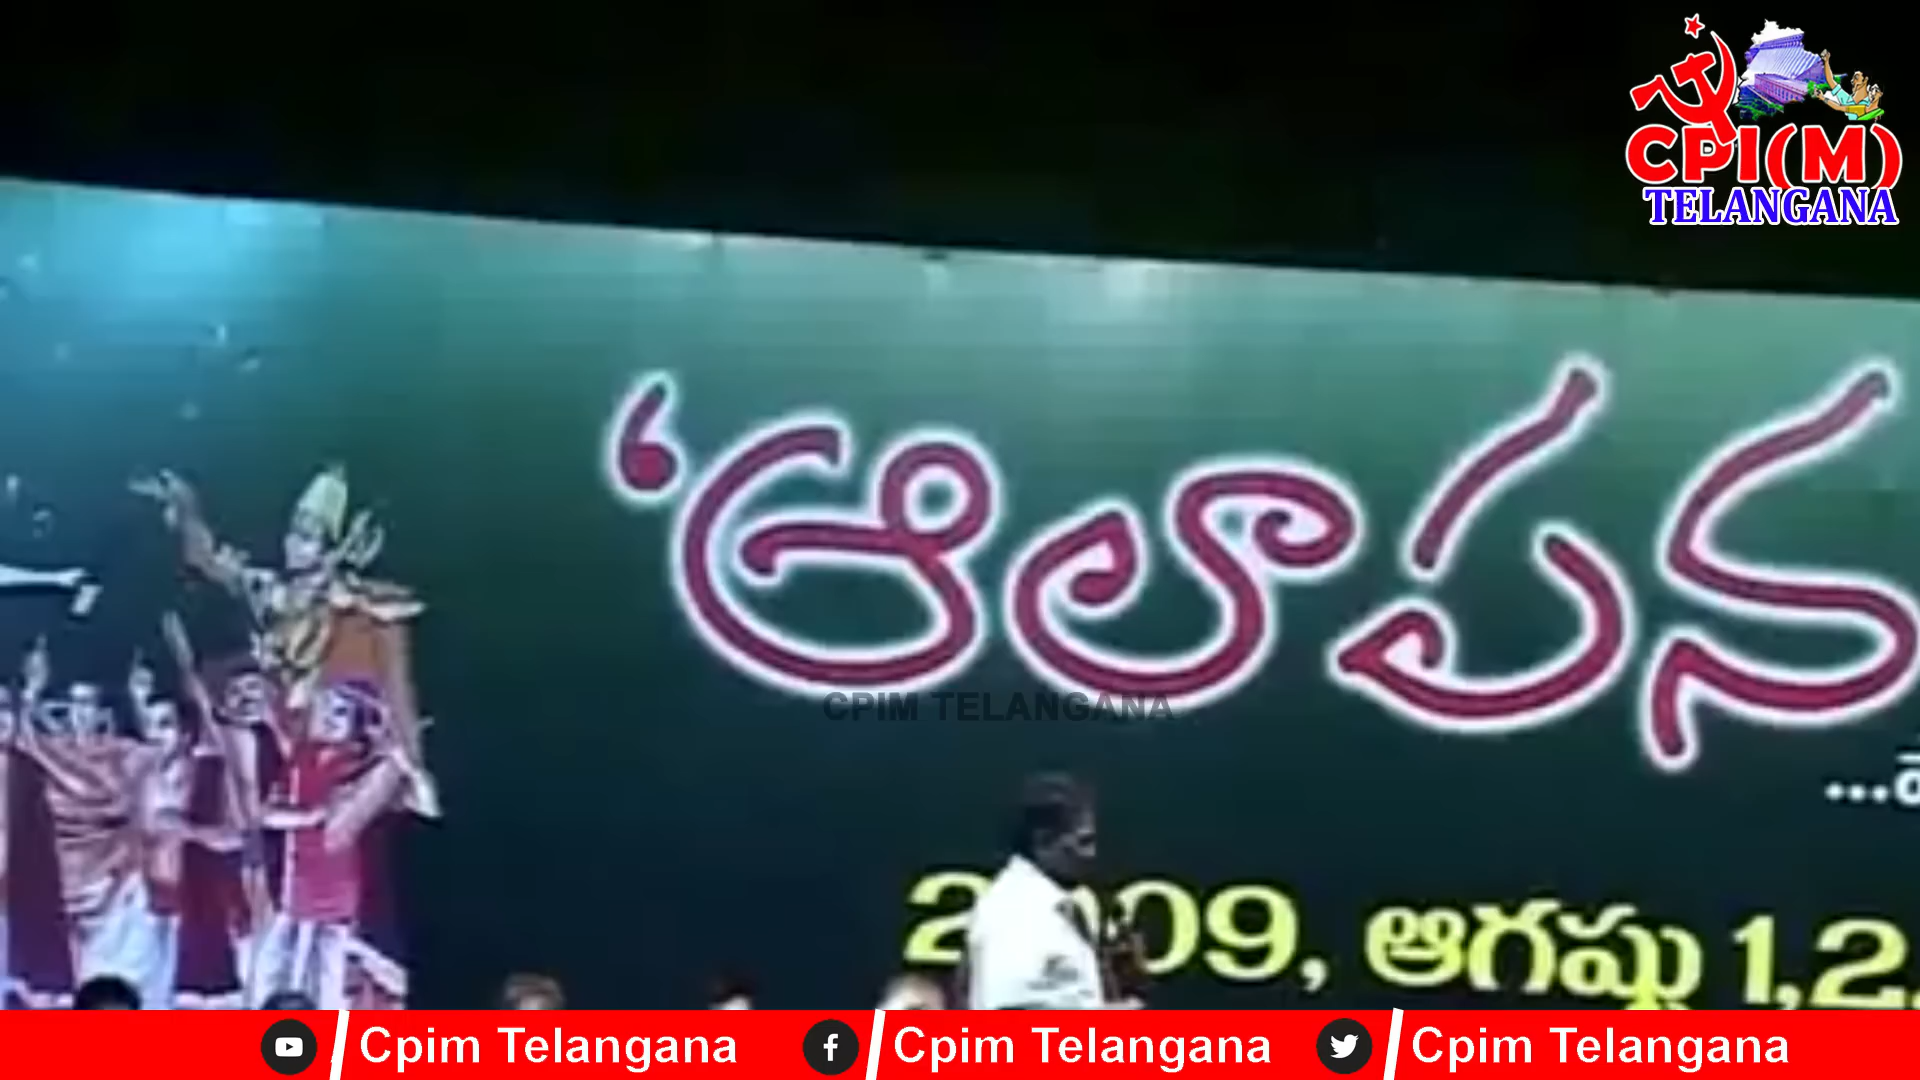 CPI(M)
TELANGANA
‘ఆలాపన
CPIM TELANGANA
2009, ఆగష్టు 1,2,
Cpim Telangana Cpim Telangana Cpim Telangana